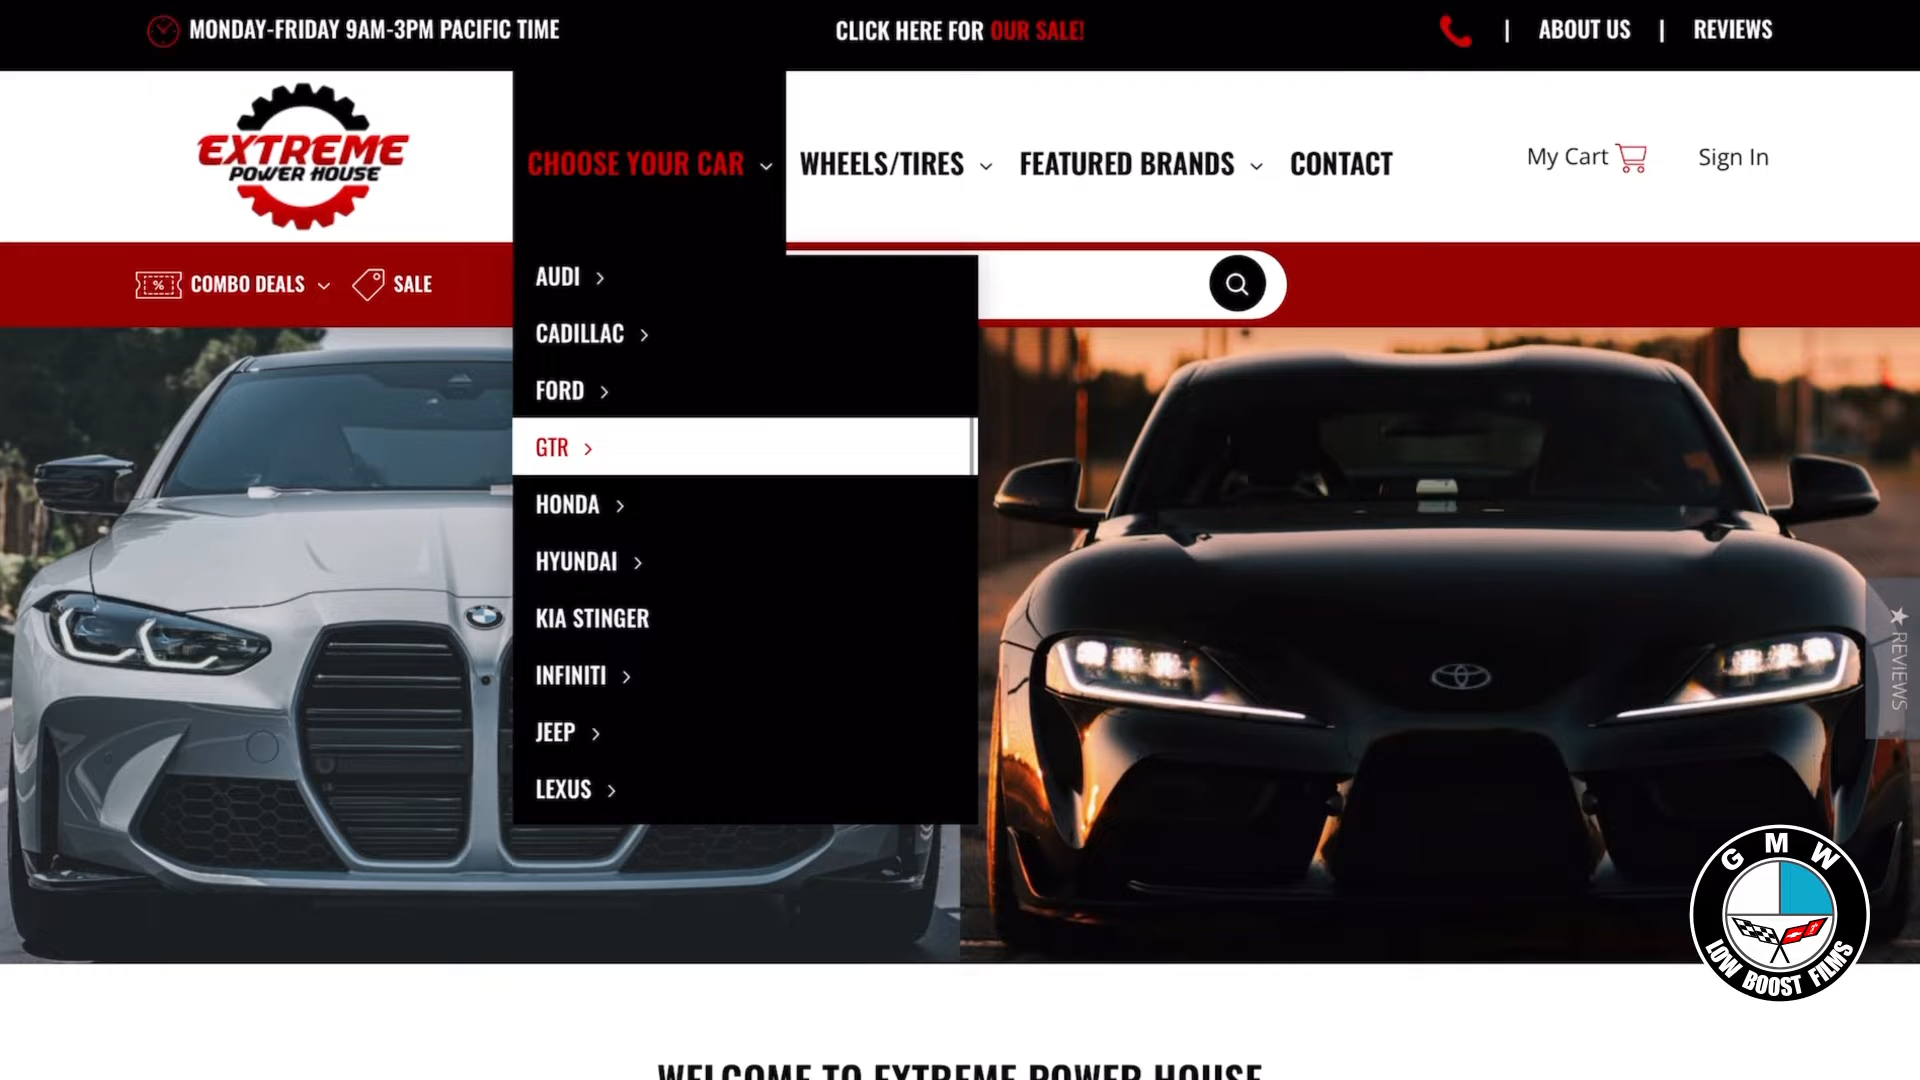 MONDAY-FRIDAY 9AM-3PM PACIFIC TIME
CLICK HERE FOR OUR SALE!
| ABOUT US | REVIEWS
EXTREME
POWER HOUSE
CHOOSE YOUR CAR
WHEELS/TIRES
FEATURED BRANDS
CONTACT
My Cart
Sign In
%
COMBO DEALS
SALE
AUDI
CADILLAC
FORD
GTR
HONDA
HYUNDAI
KIA STINGER
INFINITI
JEEP
LEXUS
★ REVIEWS
GMW
LOW BOOST FILMS
WELCOME TO EXTREME POWER HOUSE